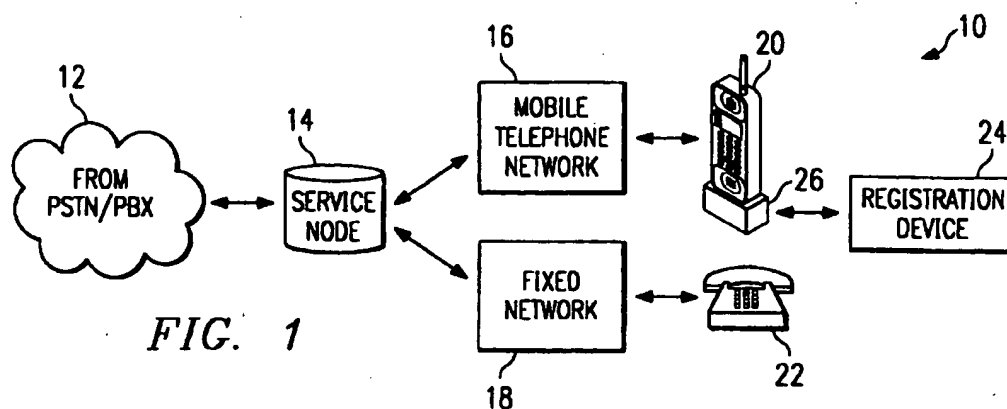 10
12
FROM
PSTN/PBX
14
SERVICE
NODE
16
MOBILE
TELEPHONE
NETWORK
20
26
24
REGISTRATION
DEVICE
FIXED
NETWORK
18
22
FIG. 1